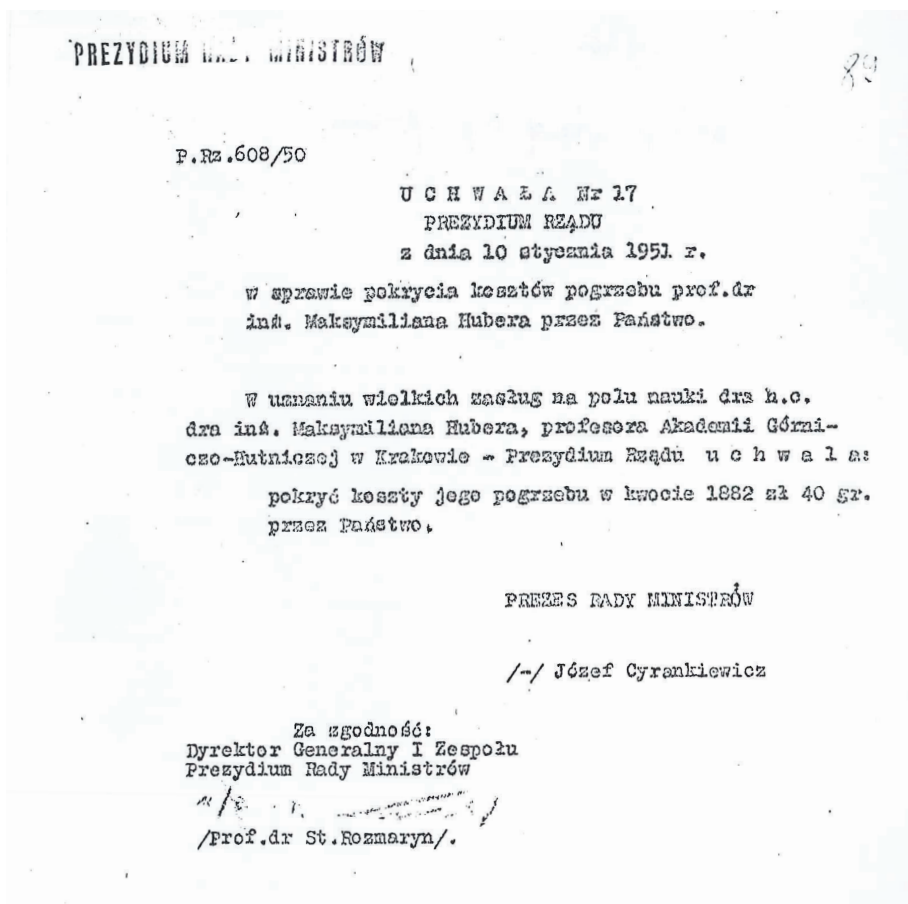 PREZYDIUM RADY MINISTRÓW
89
P.Rz.608/50
U C H W A Ł A Nr 17
PREZYDIUM RZĄDU
z dnia 10 stycznia 1951 r.
w sprawie pokrycia kosztów pogrzebu prof.dr
inż. Maksymiliana Hubera przez Państwo.
W uznaniu wielkich zasług na polu nauki dra h.c.
dra inż. Maksymiliana Hubera, profesora Akademii Górni-
czo-Hutniczej w Krakowie - Prezydium Rządu u c h w a l a:
pokryć koszty jego pogrzebu w kwocie 1882 zł 40 gr.
przez Państwo.
PREZES RADY MINISTRÓW
/-/ Józef Cyrankiewicz
Za zgodność:
Dyrektor Generalny I Zespołu
Prezydium Rady Ministrów
/Prof.dr St.Rozmaryn/.